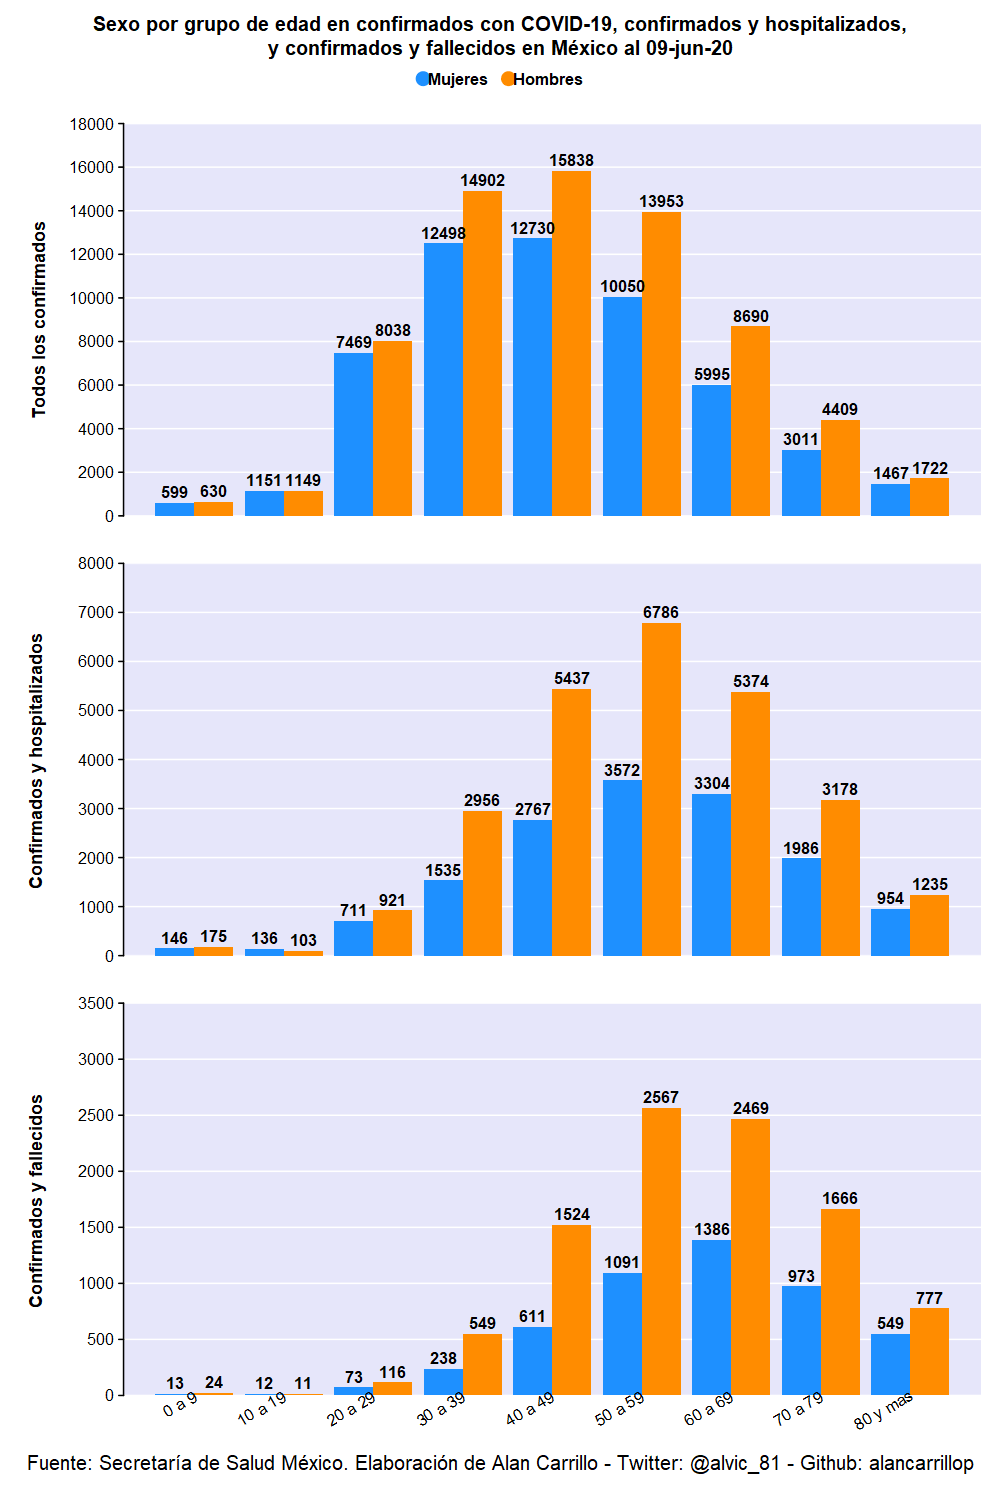 Sexo por grupo de edad en confirmados con COVID-19, confirmados y hospitalizados,
y confirmados y fallecidos en México al 09-jun-20
Mujeres Hombres
Todos los confirmados
18000
16000
14000
12000
10000
8000
6000
4000
2000
0
599 630 1151 1149 7469 8038 12498 14902 12730 15838 10050 13953 5995 8690 3011 4409 1467 1722
Confirmados y hospitalizados
8000
7000
6000
5000
4000
3000
2000
1000
0
146 175 136 103 711 921 1535 2956 2767 5437 3572 6786 3304 5374 1986 3178 954 1235
Confirmados y fallecidos
3500
3000
2500
2000
1500
1000
500
0
13 24 12 11 73 116 238 549 611 1524 1091 2567 1386 2469 973 1666 549 777
0 a 9 10 a 19 20 a 29 30 a 39 40 a 49 50 a 59 60 a 69 70 a 79 80 y mas
Fuente: Secretaría de Salud México. Elaboración de Alan Carrillo - Twitter: @alvic_81 - Github: alancarrillop